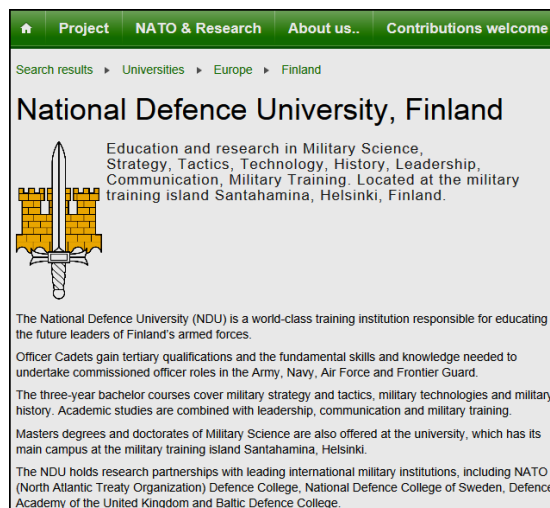 Project NATO & Research About us.. Contributions welcome
Search results ▸ Universities ▸ Europe ▸ Finland
National Defence University, Finland
Education and research in Military Science,
Strategy, Tactics, Technology, History, Leadership,
Communication, Military Training. Located at the military
training island Santahamina, Helsinki, Finland.
The National Defence University (NDU) is a world-class training institution responsible for educating
the future leaders of Finland's armed forces.
Officer Cadets gain tertiary qualifications and the fundamental skills and knowledge needed to
undertake commissioned officer roles in the Army, Navy, Air Force and Frontier Guard.
The three-year bachelor courses cover military strategy and tactics, military technologies and military
history. Academic studies are combined with leadership, communication and military training.
Masters degrees and doctorates of Military Science are also offered at the university, which has its
main campus at the military training island Santahamina, Helsinki.
The NDU holds research partnerships with leading international military institutions, including NATO
(North Atlantic Treaty Organization) Defence College, National Defence College of Sweden, Defence
Academy of the United Kingdom and Baltic Defence College.